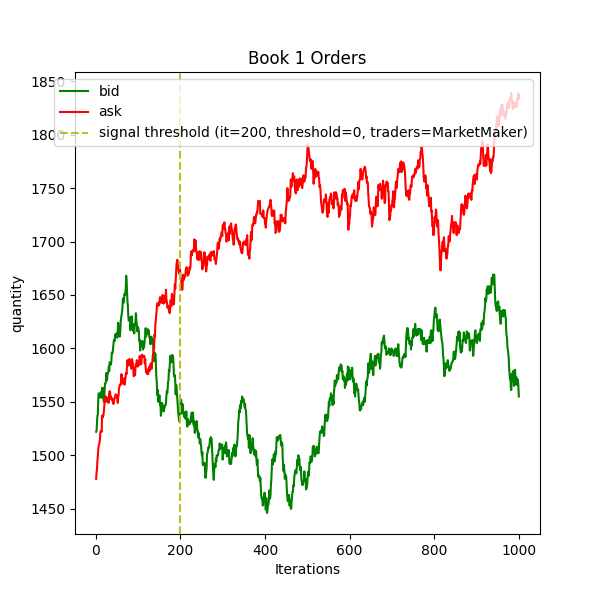 Book 1 Orders
bid
ask
signal threshold (it=200, threshold=0, traders=MarketMaker)
quantity
1850
1800
1750
1700
1650
1600
1550
1500
1450
0 200 400 600 800 1000
Iterations